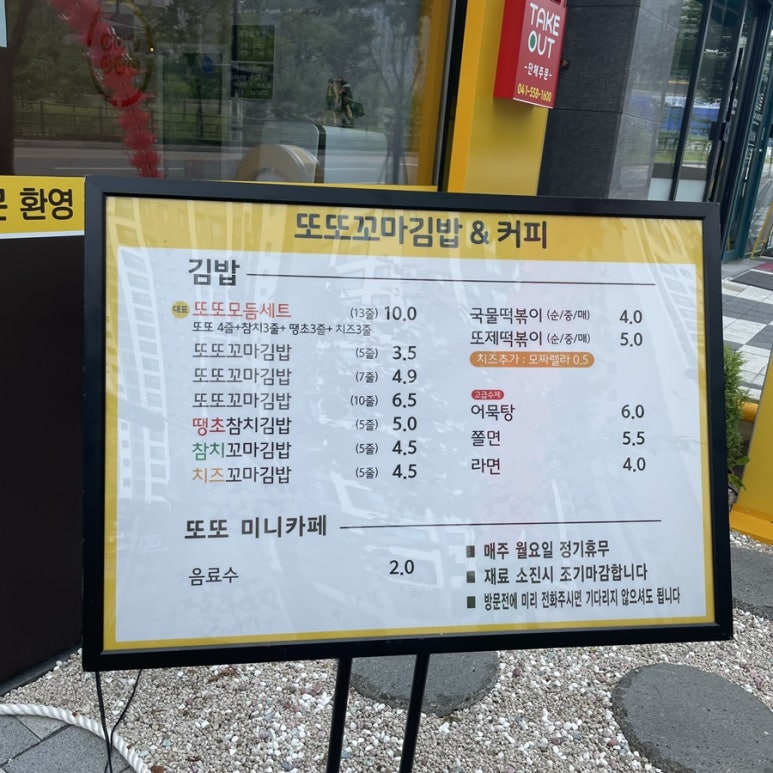 TAKE
OUT
-단체주문-
041-558-1600
환영
또또꼬마김밥 & 커피
김밥
대표 또또모듬세트 (13줄) 10.0
또또 4줄+참치3줄+ 땡초3줄+ 치즈3줄
또또꼬마김밥 (5줄) 3.5
또또꼬마김밥 (7줄) 4.9
또또꼬마김밥 (10줄) 6.5
땡초참치김밥 (5줄) 5.0
참치꼬마김밥 (5줄) 4.5
치즈꼬마김밥 (5줄) 4.5
국물떡볶이 (순/중/매) 4.0
또제떡볶이 (순/중/매) 5.0
치즈추가 : 모짜렐라 0.5
고급수제
어묵탕 6.0
쫄면 5.5
라면 4.0
또또 미니카페
음료수 2.0
■ 매주 월요일 정기휴무
■ 재료 소진시 조기마감합니다
■ 방문전에 미리 전화주시면 기다리지 않으셔도 됩니다